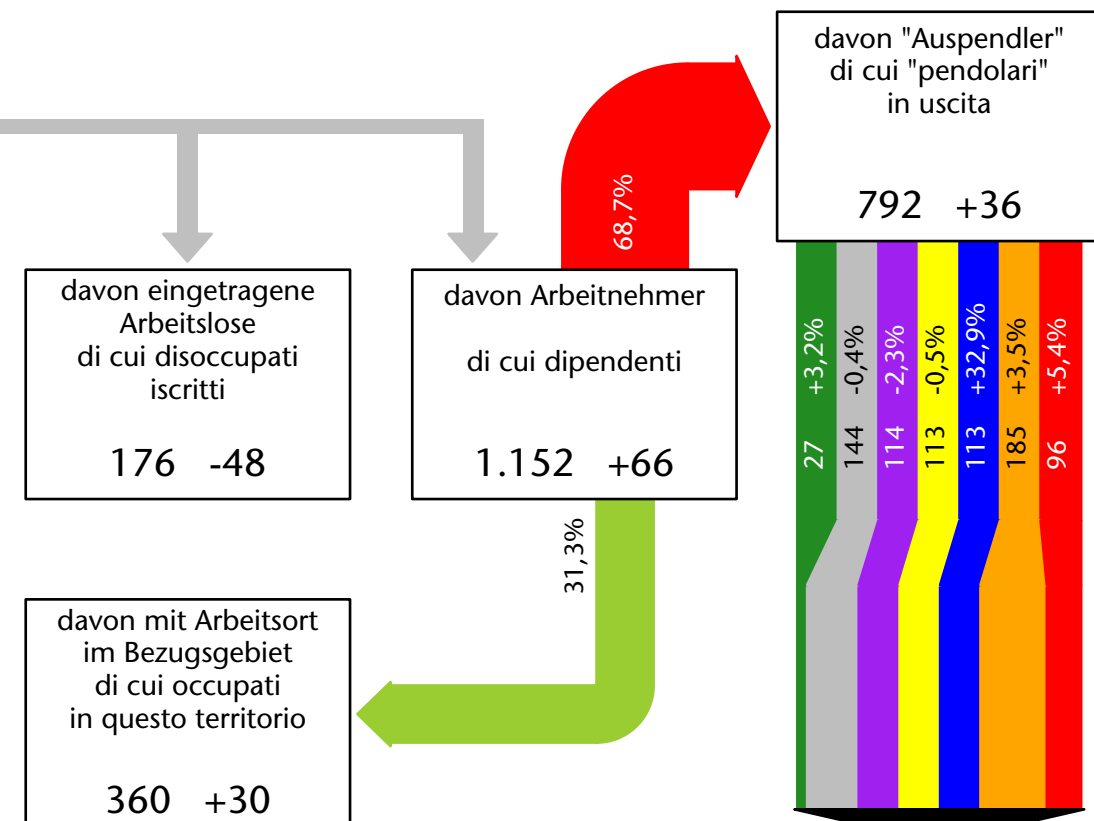 davon "Auspendler"
di cui "pendolari"
in uscita
792 +36
68,7%
davon eingetragene
Arbeitslose
di cui disoccupati
iscritti
176 -48
davon Arbeitnehmer
di cui dipendenti
1.152 +66
27 +3,2%
144 -0,4%
114 -2,3%
113 -0,5%
113 +32,9%
185 +3,5%
96 +5,4%
31,3%
davon mit Arbeitsort
im Bezugsgebiet
di cui occupati
in questo territorio
360 +30